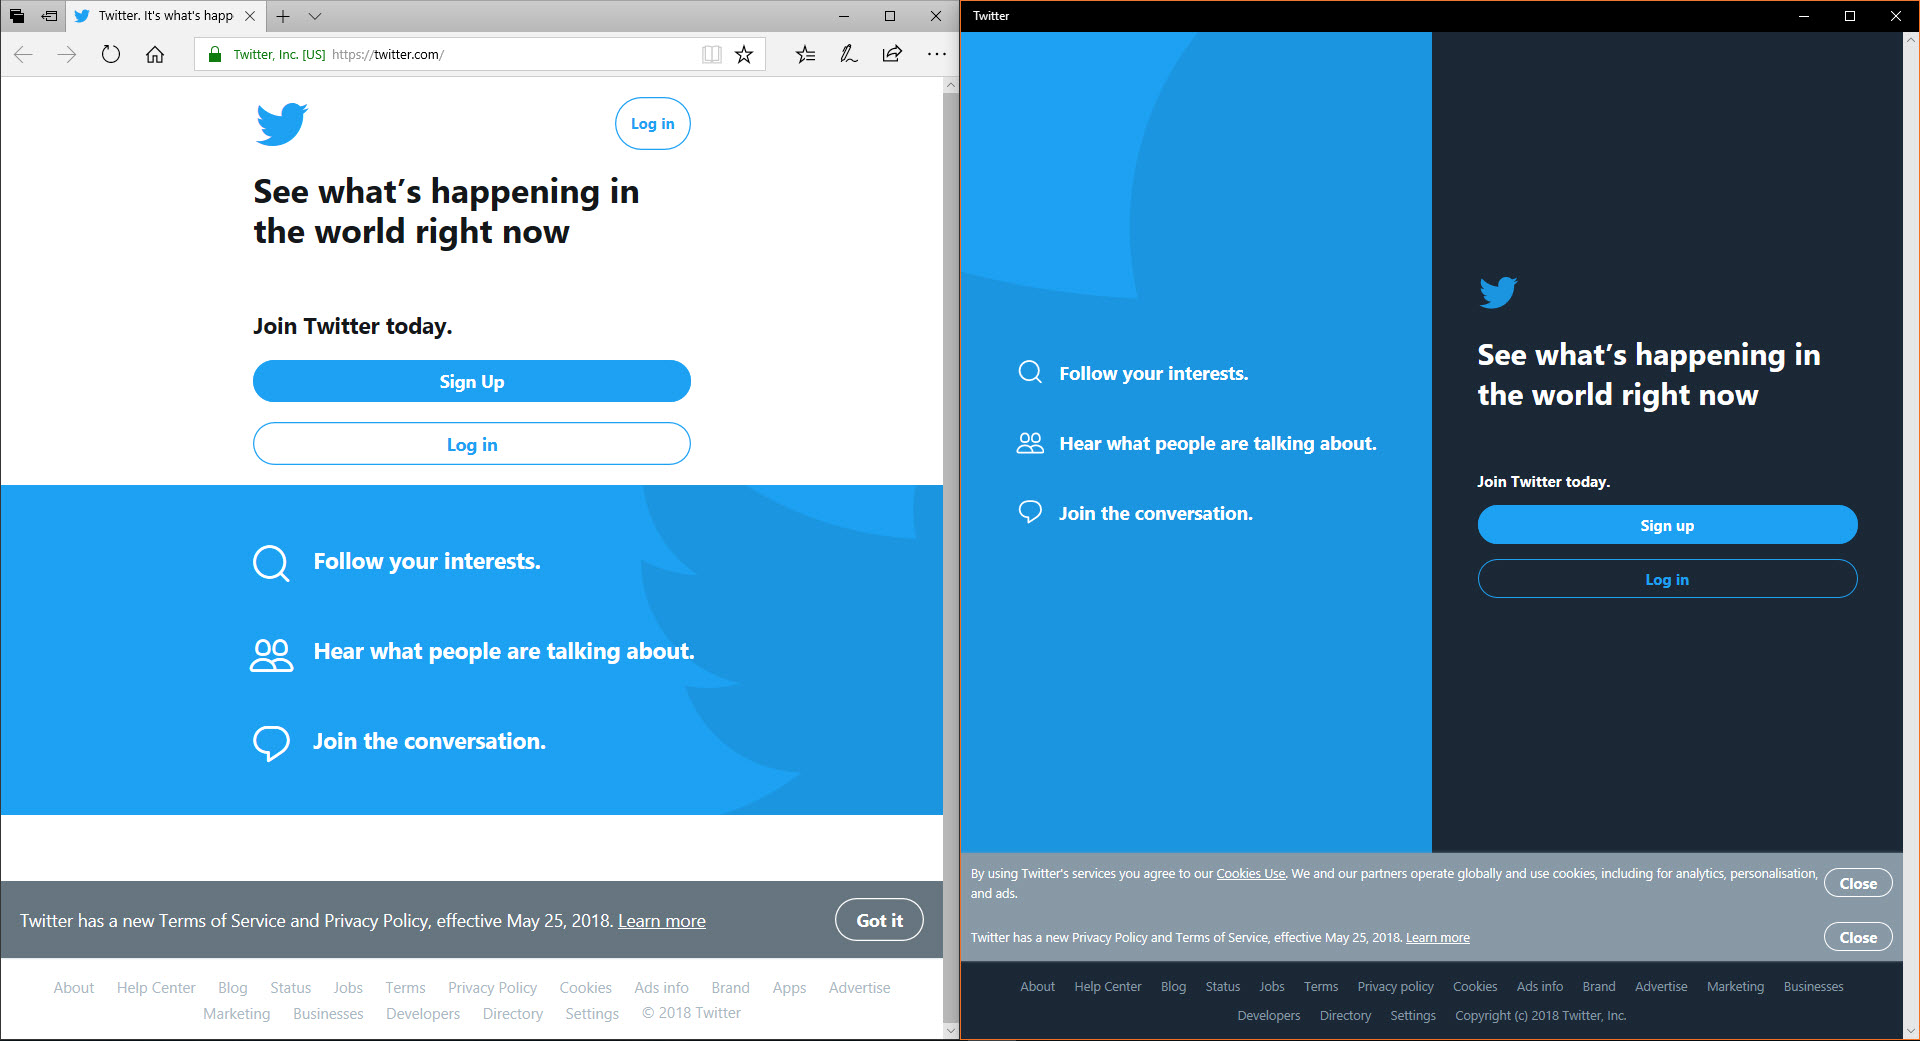 Twitter. It's what's happ
Twitter, Inc. [US] https://twitter.com/
Log in
See what’s happening in
the world right now
Join Twitter today.
Sign Up
Log in
Follow your interests.
Hear what people are talking about.
Join the conversation.
Twitter has a new Terms of Service and Privacy Policy, effective May 25, 2018. Learn more
Got it
About Help Center Blog Status Jobs Terms Privacy Policy Cookies Ads info Brand Apps Advertise
Marketing Businesses Developers Directory Settings © 2018 Twitter
Twitter
Follow your interests.
Hear what people are talking about.
Join the conversation.
See what’s happening in
the world right now
Join Twitter today.
Sign up
Log in
By using Twitter's services you agree to our Cookies Use. We and our partners operate globally and use cookies, including for analytics, personalisation,
and ads.
Close
Twitter has a new Privacy Policy and Terms of Service, effective May 25, 2018. Learn more
Close
About Help Center Blog Status Jobs Terms Privacy policy Cookies Ads info Brand Advertise Marketing Businesses
Developers Directory Settings Copyright (c) 2018 Twitter, Inc.